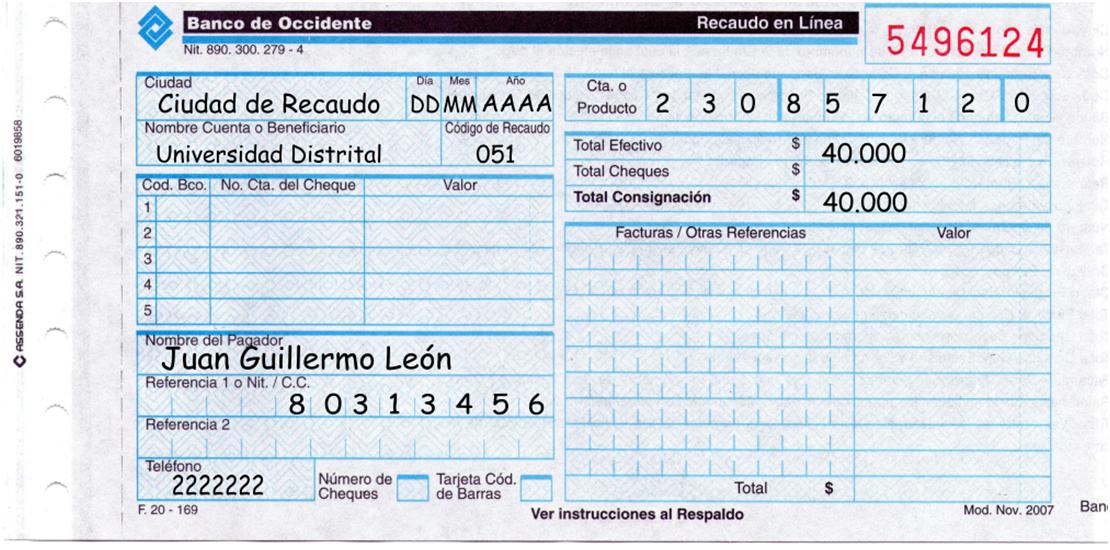 Banco de Occidente Recaudo en Línea
5496124
Nit. 890. 300. 279 - 4
Ciudad Día Mes Año
Ciudad de Recaudo DD MM AAAA
Nombre Cuenta o Beneficiario Código de Recaudo
Universidad Distrital 051
Cod. Bco. No. Cta. del Cheque Valor
1
2
3
4
5
Nombre del Pagador
Juan Guillermo León
Referencia 1 o Nit. / C.C.
8 0 3 1 3 4 5 6
Referencia 2
Teléfono
2222222
Número de Cheques
Tarjeta Cód. de Barras
F. 20 - 169
Cta. o Producto 2 3 0 8 5 7 1 2 0
Total Efectivo $ 40.000
Total Cheques $
Total Consignación $ 40.000
Facturas / Otras Referencias Valor
Total $
Ver instrucciones al Respaldo
Mod. Nov. 2007
Ban
ASSENDA S.A. NIT. 890.321.151-0 6019858